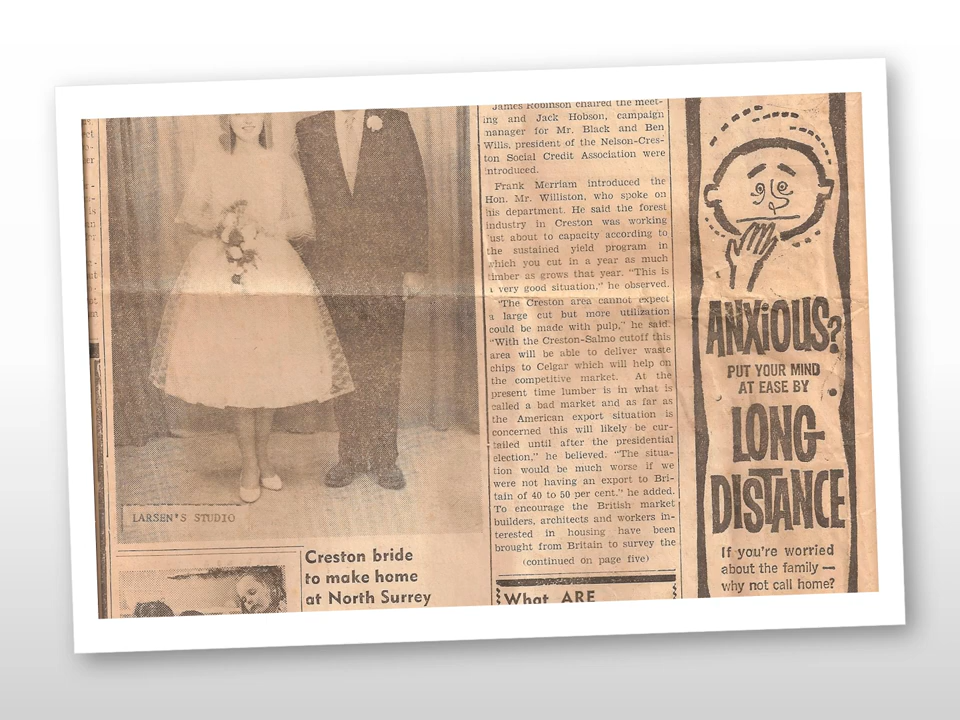 LARSEN'S STUDIO
Creston bride
to make home
at North Surrey
James Robinson chaired the meet-
ing and Jack Hobson, campaign
manager for Mr. Black and Ben
Wills, president of the Nelson-Cres-
ton Social Credit Association were
ntroduced.
Frank Merriam introduced the
Hon. Mr. Williston, who spoke on
his department. He said the forest
industry in Creston was working
ust about to capacity according to
the sustained yield program in
which you cut in a year as much
timber as grows that year. "This is
a very good situation," he observed.
"The Creston area cannot expect
a large cut but more utilization
could be made with pulp," he said.
"With the Creston-Salmo cutoff this
area will be able to deliver waste
chips to Celgar which will help on
the competitive market. At the
present time lumber is in what is
called a bad market and as far as
the American export situation is
concerned this will likely be cur-
tailed until after the presidential
election," he believed. "The situa-
tion would be much worse if we
were not having an export to Bri-
tain of 40 to 50 per cent." he added.
To encourage the British market
builders, architects and workers in-
terested in housing have been
brought from Britain to survey the
(continued on page five)
What ARE
ANXIOUS?
PUT YOUR MIND
AT EASE BY
LONG
DISTANCE
If you're worried
about the family —
why not call home?